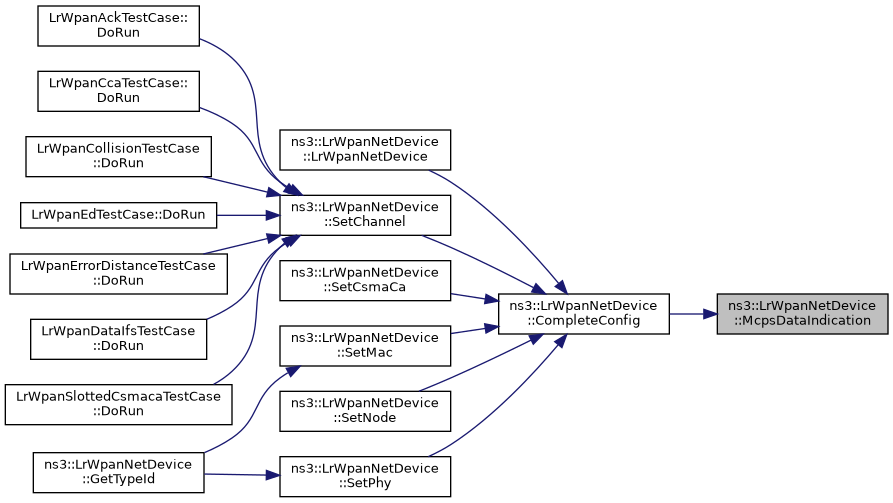 LrWpanAckTestCase::
DoRun
LrWpanCcaTestCase::
DoRun
LrWpanCollisionTestCase
::DoRun
LrWpanEdTestCase::DoRun
LrWpanErrorDistanceTestCase
::DoRun
LrWpanDataIfsTestCase
::DoRun
LrWpanSlottedCsmacaTestCase
::DoRun
ns3::LrWpanNetDevice
::GetTypeId
ns3::LrWpanNetDevice
::LrWpanNetDevice
ns3::LrWpanNetDevice
::SetChannel
ns3::LrWpanNetDevice
::SetCsmaCa
ns3::LrWpanNetDevice
::SetMac
ns3::LrWpanNetDevice
::SetNode
ns3::LrWpanNetDevice
::SetPhy
ns3::LrWpanNetDevice
::CompleteConfig
ns3::LrWpanNetDevice
::McpsDataIndication